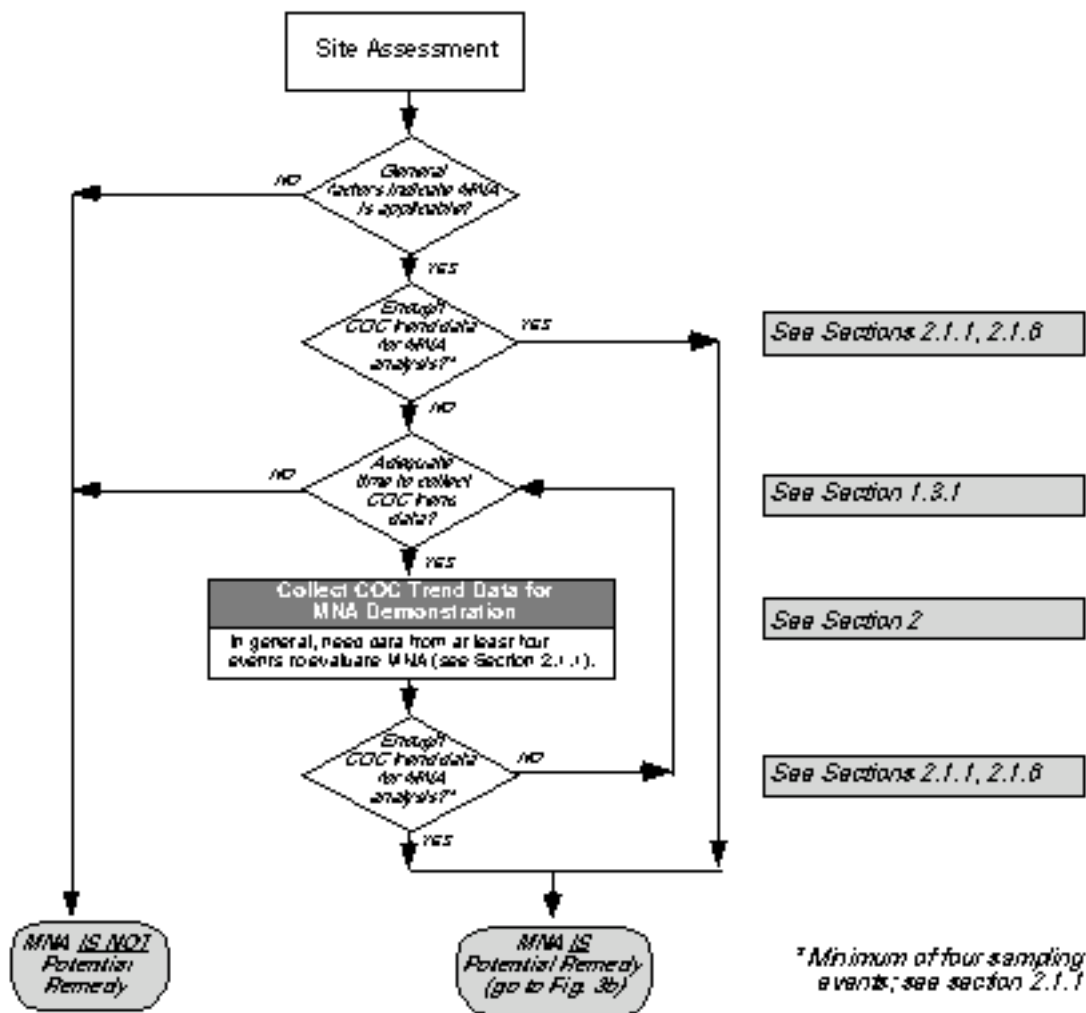 Site Assessment
General
factors indicate MNA
is applicable?
NO
YES
Enough
COC trend data
for MNA
analysis?*
YES
See Sections 2.1.1, 2.1.6
NO
Adequate
time to collect
COC trend
data?
NO
See Section 1.3.1
YES
Collect COC Trend Data for
MNA Demonstration
In general, need data from at least four
events to evaluate MNA (see Section 2.1.1).
See Section 2
Enough
COC trend data
for MNA
analysis?*
NO
See Sections 2.1.1, 2.1.6
YES
MNA IS NOT
Potential
Remedy
MNA IS
Potential Remedy
(go to Fig. 3b)
* Minimum of four sampling
events; see section 2.1.1